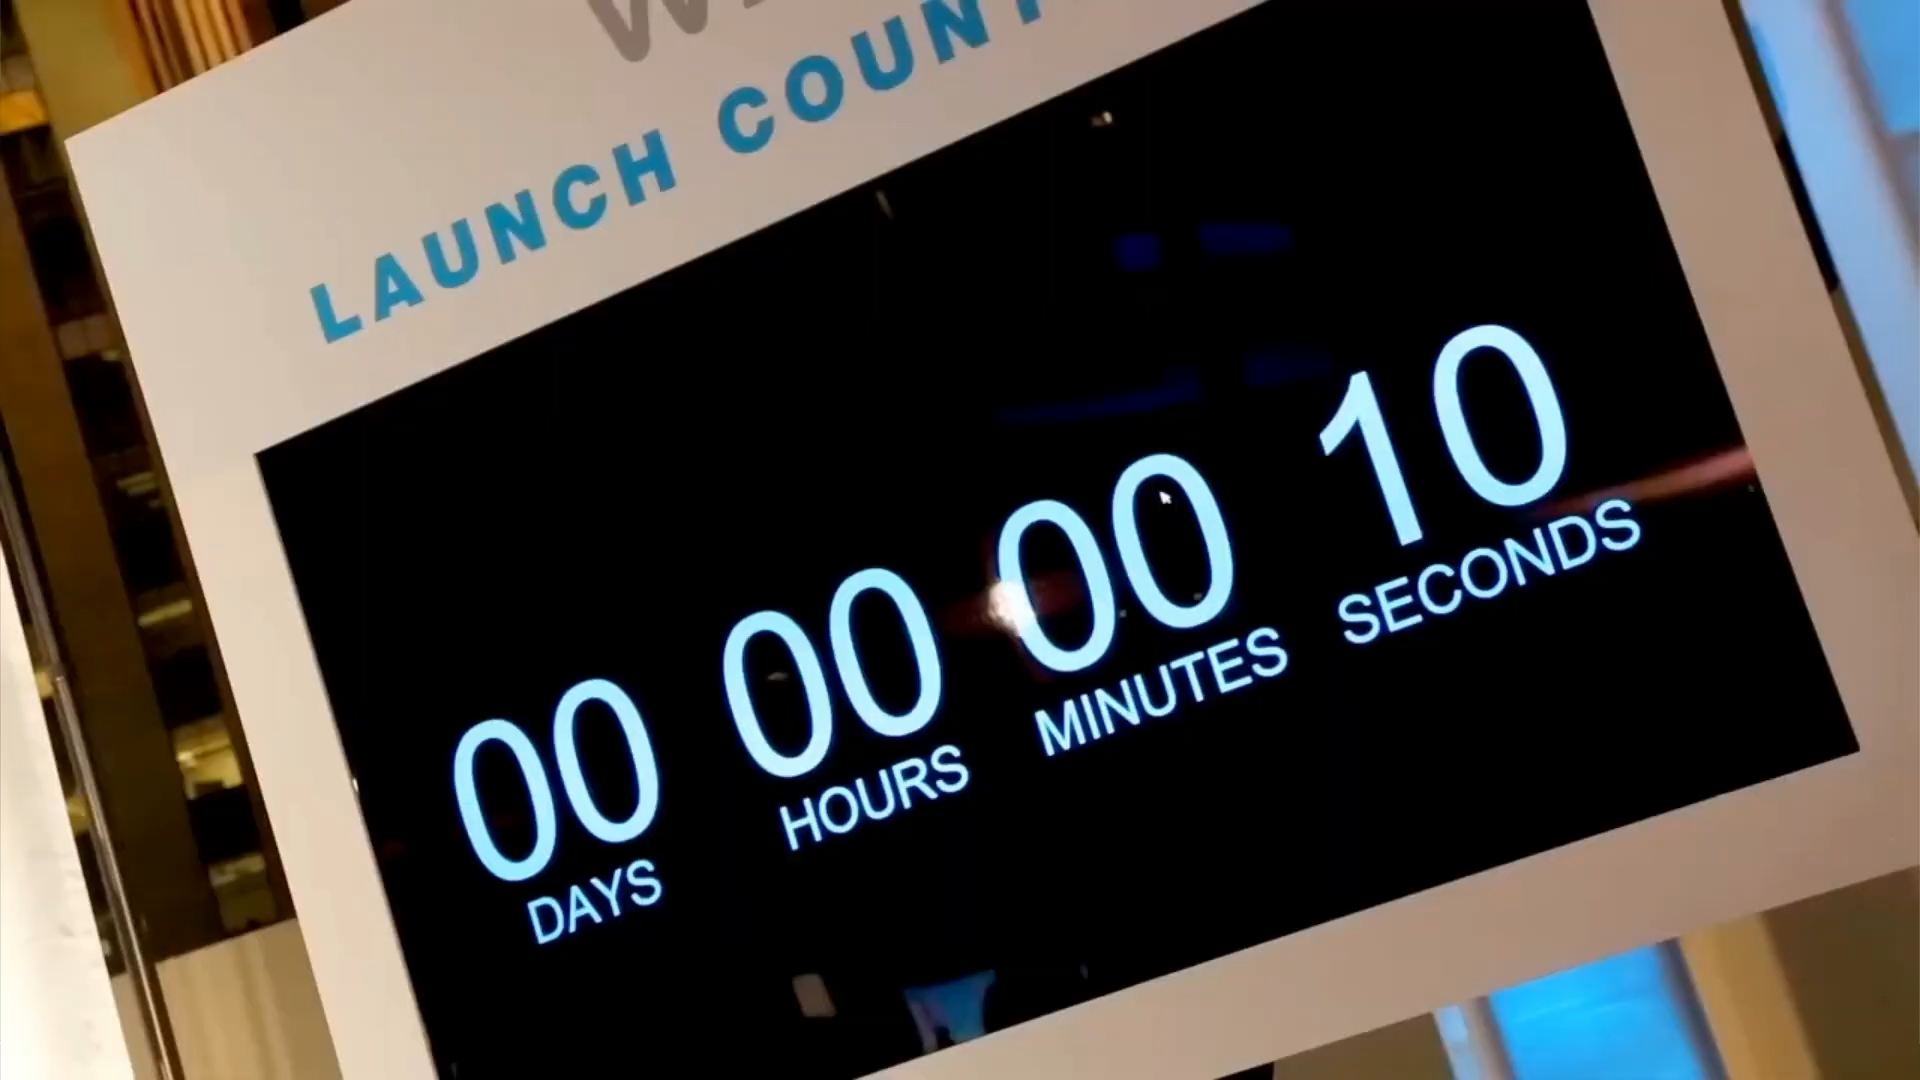 LAUNCH COUNT
00 00 00 10
DAYS HOURS MINUTES SECONDS